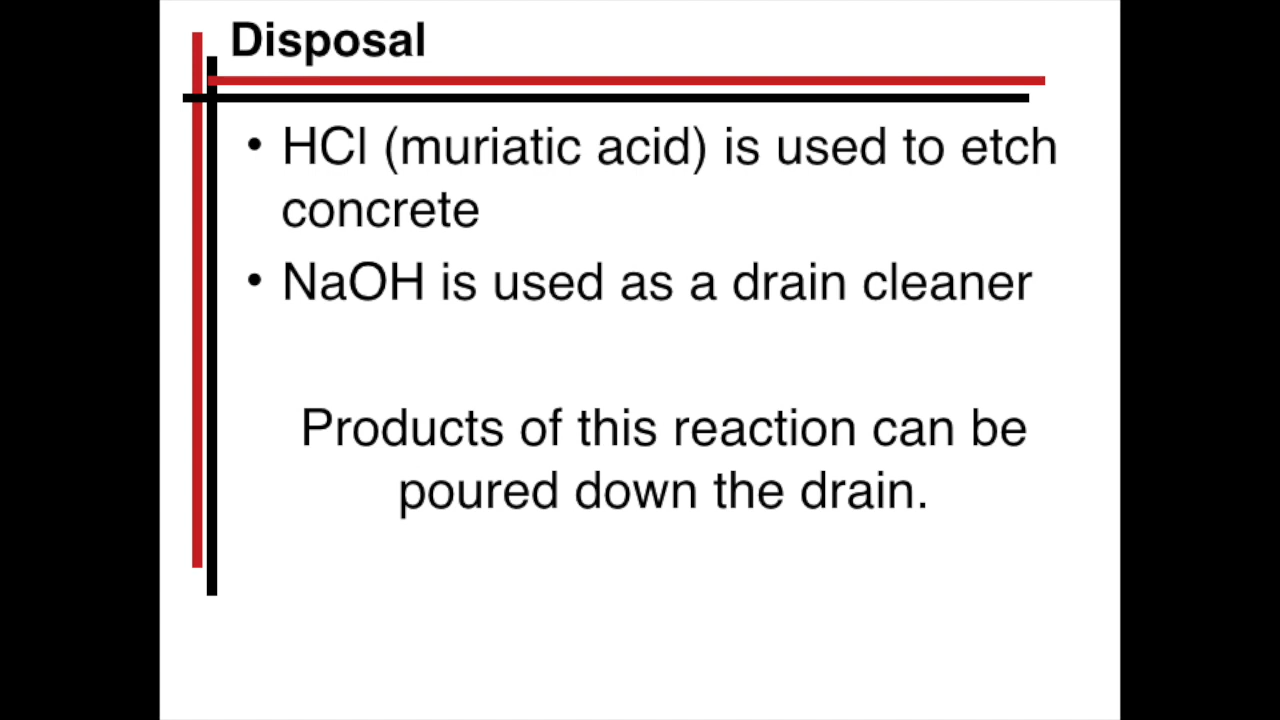 Disposal
• HCl (muriatic acid) is used to etch
concrete
• NaOH is used as a drain cleaner
Products of this reaction can be
poured down the drain.